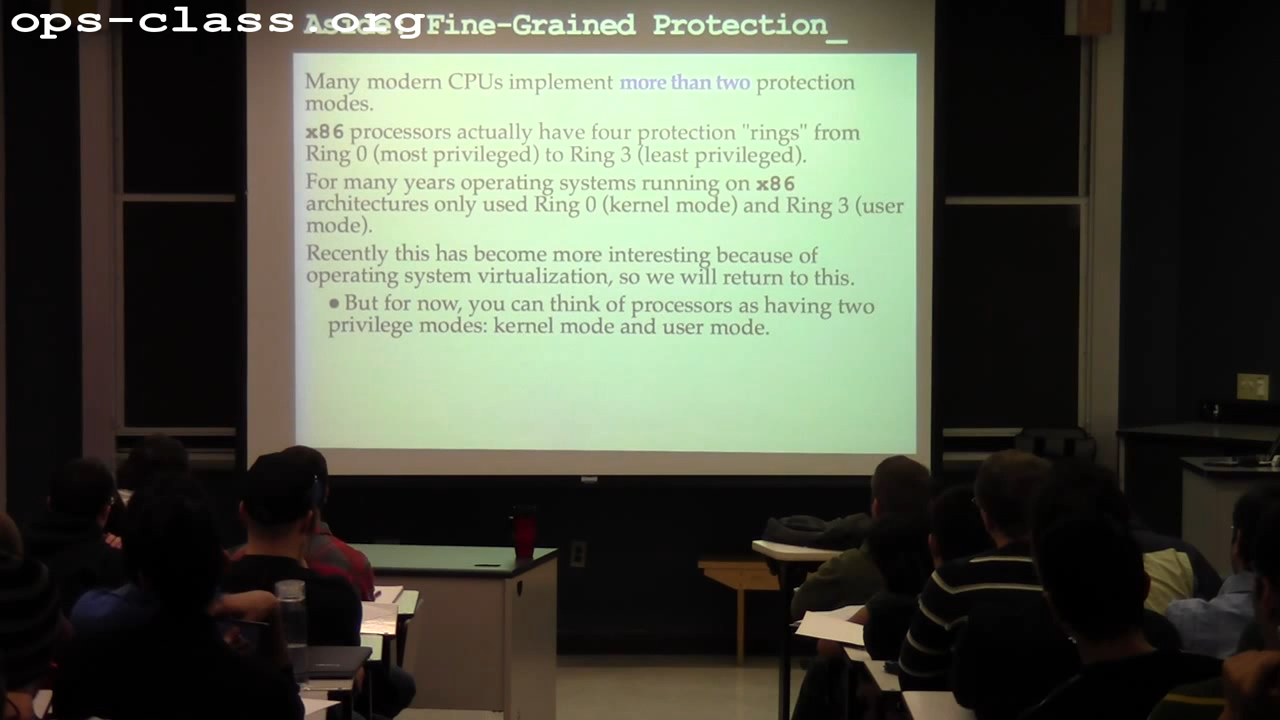 ops-class.org
Aside: Fine-Grained Protection_
Many modern CPUs implement more than two protection
modes.
x86 processors actually have four protection "rings" from
Ring 0 (most privileged) to Ring 3 (least privileged).
For many years operating systems running on x86
architectures only used Ring 0 (kernel mode) and Ring 3 (user
mode).
Recently this has become more interesting because of
operating system virtualization, so we will return to this.
● But for now, you can think of processors as having two
privilege modes: kernel mode and user mode.